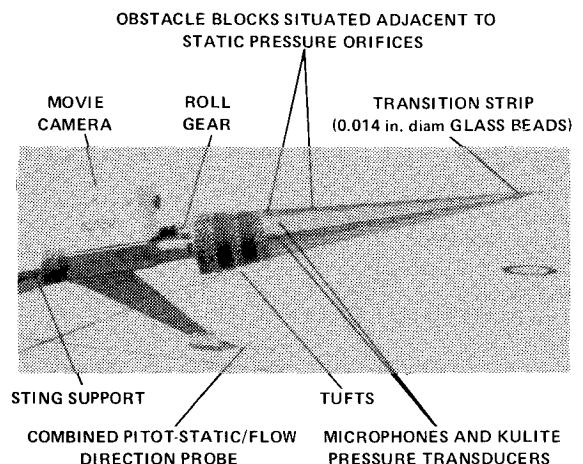 OBSTACLE BLOCKS SITUATED ADJACENT TO
STATIC PRESSURE ORIFICES
MOVIE
CAMERA
ROLL
GEAR
TRANSITION STRIP
(0.014 in. diam GLASS BEADS)
STING SUPPORT
TUFTS
COMBINED PITOT-STATIC/FLOW
DIRECTION PROBE
MICROPHONES AND KULITE
PRESSURE TRANSDUCERS